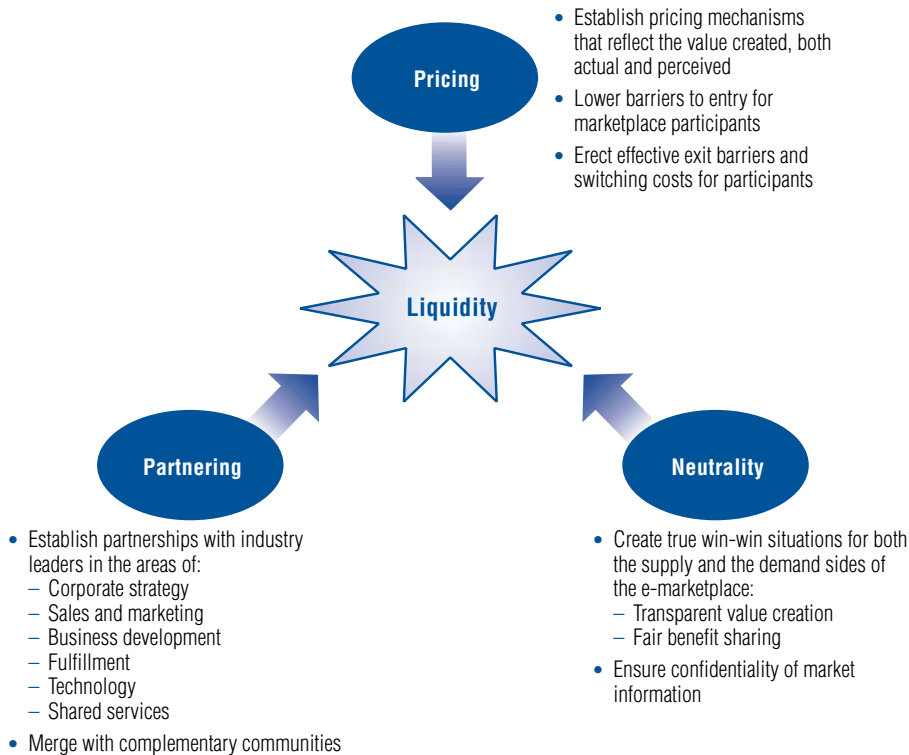 Pricing
• Establish pricing mechanisms
that reflect the value created, both
actual and perceived
• Lower barriers to entry for
marketplace participants
• Erect effective exit barriers and
switching costs for participants
Liquidity
Partnering
• Establish partnerships with industry
leaders in the areas of:
– Corporate strategy
– Sales and marketing
– Business development
– Fulfillment
– Technology
– Shared services
• Merge with complementary communities
Neutrality
• Create true win-win situations for both
the supply and the demand sides of
the e-marketplace:
– Transparent value creation
– Fair benefit sharing
• Ensure confidentiality of market
information